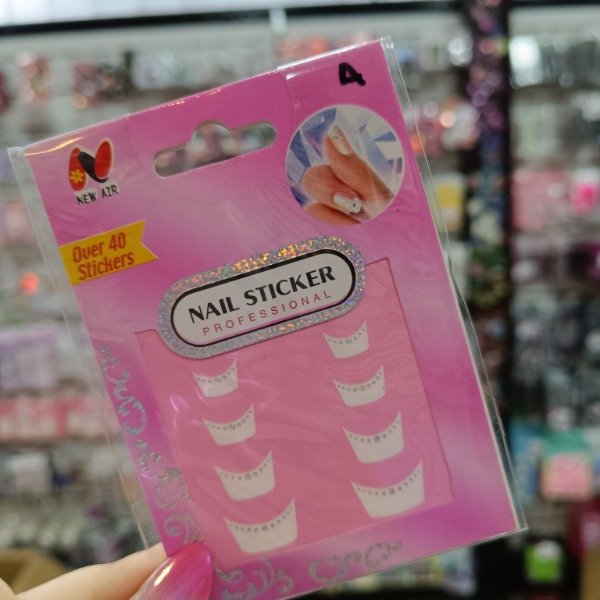 4
NEW AIR
Over 40
Stickers
NAIL STICKER
PROFESSIONAL